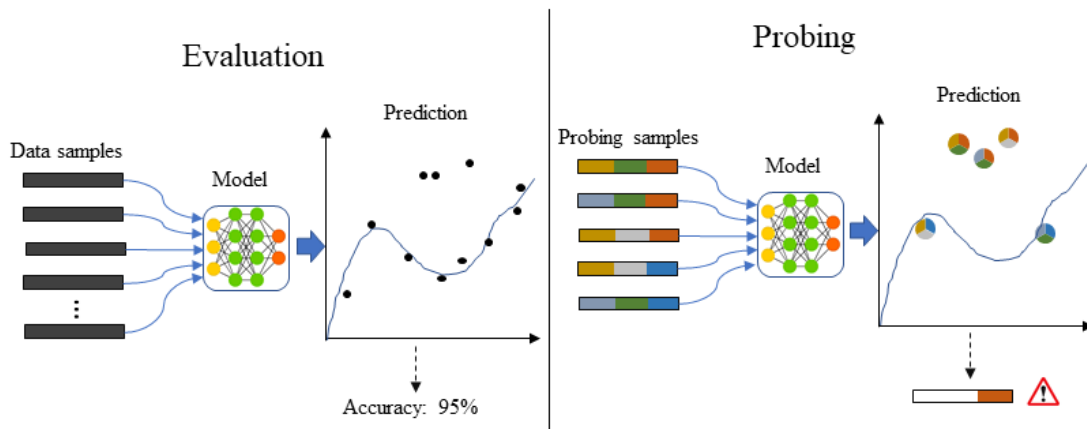 Evaluation
Prediction
Data samples
Model
⋮
Accuracy: 95%
Probing
Prediction
Probing samples
Model
!